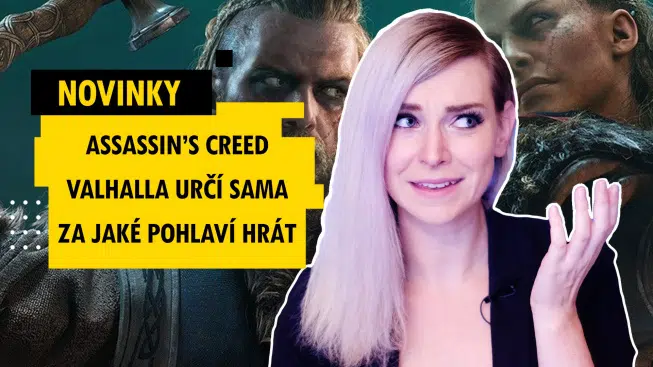 NOVINKY
ASSASSIN'S CREED
VALHALLA URČÍ SAMA
ZA JAKÉ POHLAVÍ HRÁT